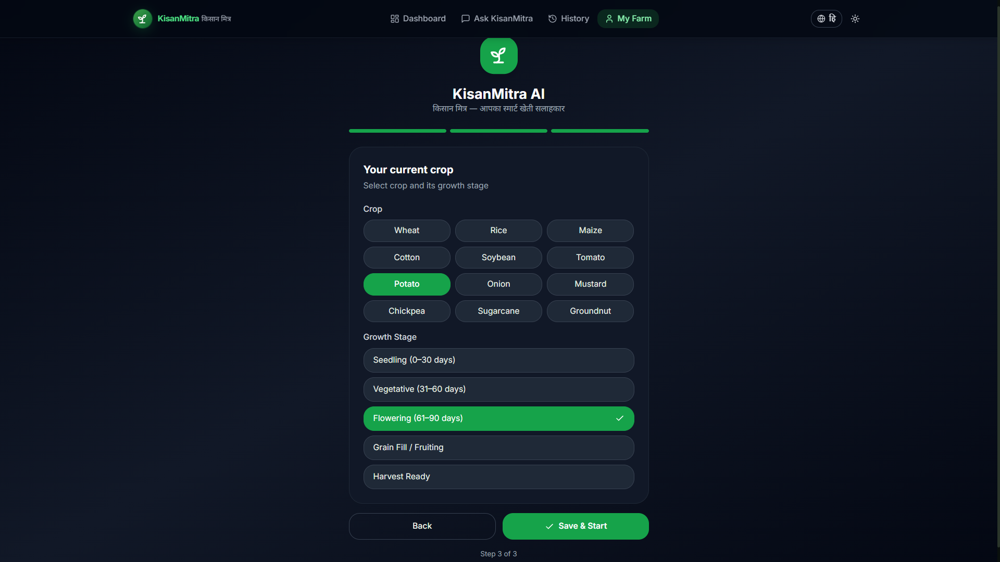 KisanMitra किसान मित्र
Dashboard
Ask KisanMitra
History
My Farm
हि
KisanMitra AI
किसान मित्र — आपका स्मार्ट खेती सलाहकार
Your current crop
Select crop and its growth stage
Crop
Wheat
Rice
Maize
Cotton
Soybean
Tomato
Potato
Onion
Mustard
Chickpea
Sugarcane
Groundnut
Growth Stage
Seedling (0–30 days)
Vegetative (31–60 days)
Flowering (61–90 days)
Grain Fill / Fruiting
Harvest Ready
Back
Save & Start
Step 3 of 3